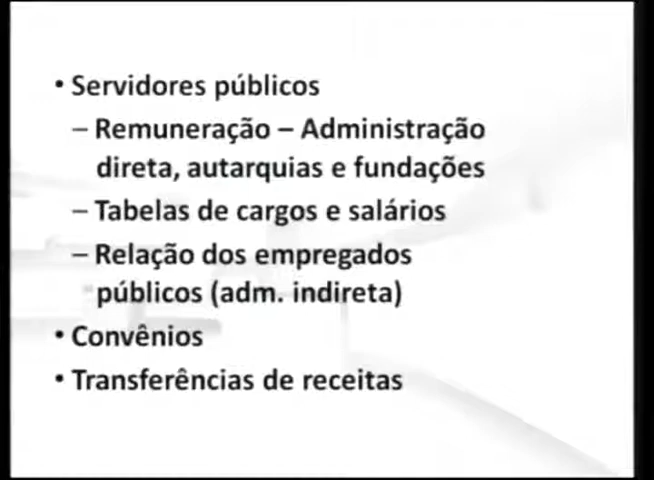 • Servidores públicos
– Remuneração – Administração
direta, autarquias e fundações
– Tabelas de cargos e salários
– Relação dos empregados
públicos (adm. indireta)
• Convênios
• Transferências de receitas